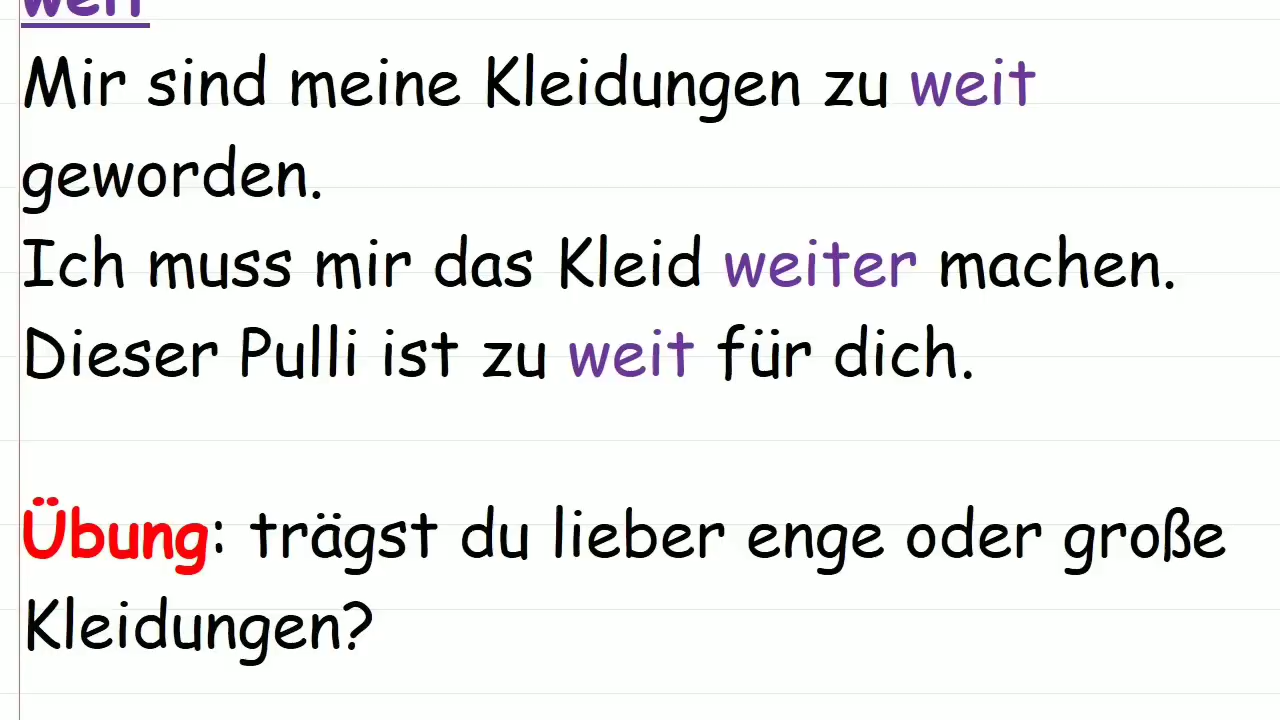 weit
Mir sind meine Kleidungen zu weit
geworden.
Ich muss mir das Kleid weiter machen.
Dieser Pulli ist zu weit für dich.
Übung: trägst du lieber enge oder große
Kleidungen?